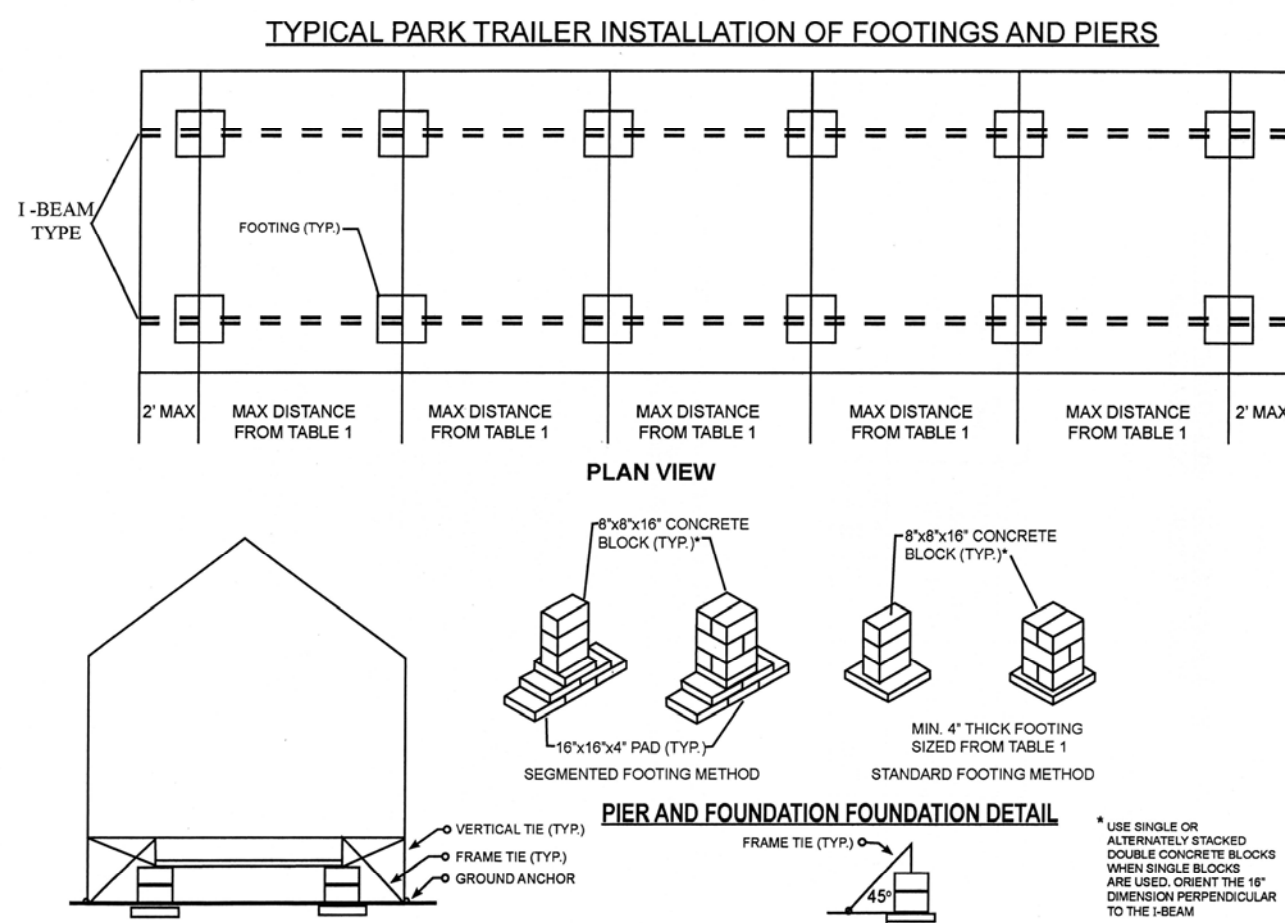 TYPICAL PARK TRAILER INSTALLATION OF FOOTINGS AND PIERS
I-BEAM
TYPE
FOOTING (TYP.)
2' MAX
MAX DISTANCE
FROM TABLE 1
MAX DISTANCE
FROM TABLE 1
MAX DISTANCE
FROM TABLE 1
MAX DISTANCE
FROM TABLE 1
MAX DISTANCE
FROM TABLE 1
2' MAX
PLAN VIEW
8"x8"x16" CONCRETE
BLOCK (TYP.)*
8"x8"x16" CONCRETE
BLOCK (TYP.)*
16"x16"x4" PAD (TYP.)
SEGMENTED FOOTING METHOD
MIN. 4" THICK FOOTING
SIZED FROM TABLE 1
STANDARD FOOTING METHOD
PIER AND FOUNDATION FOUNDATION DETAIL
VERTICAL TIE (TYP.)
FRAME TIE (TYP.)
GROUND ANCHOR
FRAME TIE (TYP.)
45°
* USE SINGLE OR
ALTERNATELY STACKED
DOUBLE CONCRETE BLOCKS
WHEN SINGLE BLOCKS
ARE USED. ORIENT THE 16"
DIMENSION PERPENDICULAR
TO THE I-BEAM